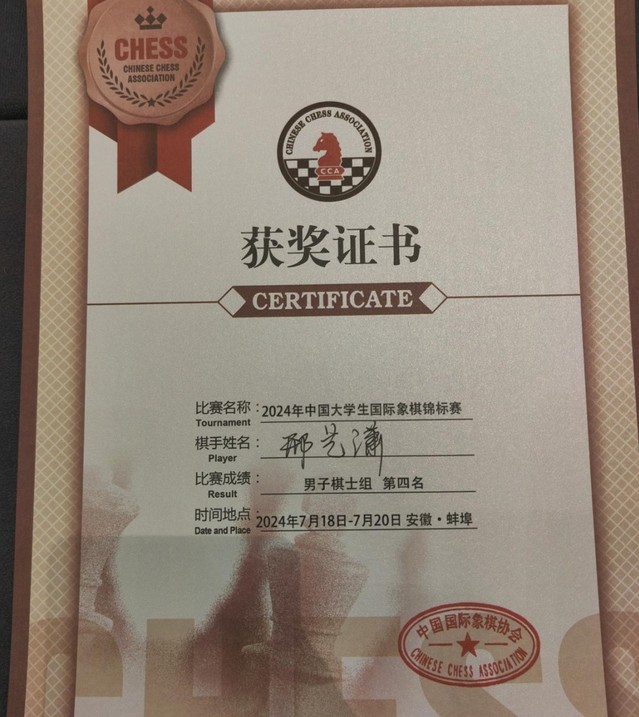 CHESS
CHINESE CHESS
ASSOCIATION
CHINESE CHESS ASSOCIATION
CCA
获奖证书
CERTIFICATE
比赛名称：2024年中国大学生国际象棋锦标赛
Tournament
棋手姓名：邢艺潇
Player
比赛成绩：男子棋士组 第四名
Result
时间地点：2024年7月18日-7月20日 安徽·蚌埠
Date and Place
中国国际象棋协会
CHINESE CHESS ASSOCIATION
CHESS